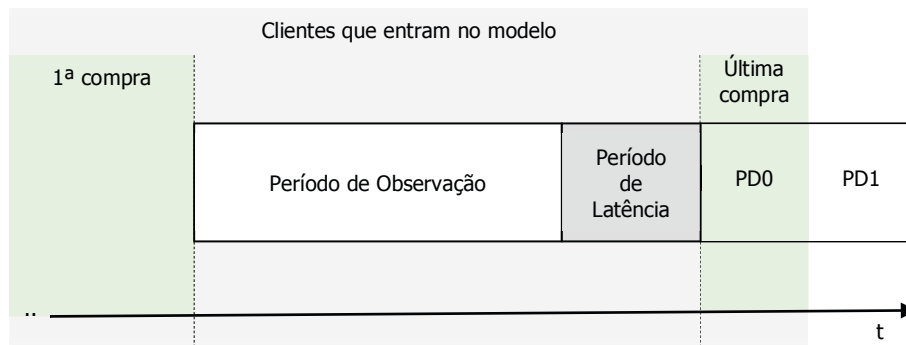 Clientes que entram no modelo
1ª compra
Última
compra
Período de Observação
Período
de
Latência
PD0
PD1
..
t